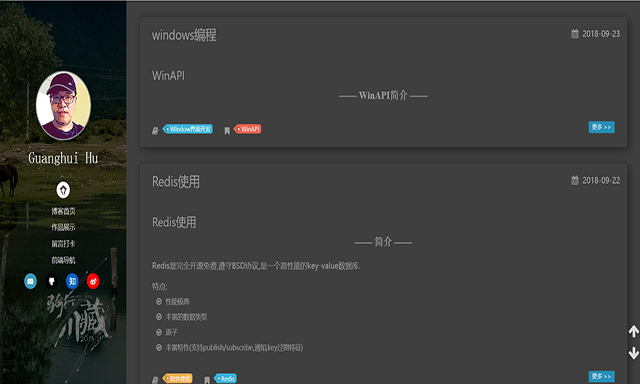 Guanghui Hu
博客首页
作品展示
留言打卡
前端导航
知
骑行
川藏
windows编程
2018-09-23
WinAPI
—— WinAPI简介 ——
Window界面开发
WinAPI
更多 >>
Redis使用
2018-09-22
Redis使用
—— 简介 ——
Redis是完全开源免费,遵守BSD协议,是一个高性能的key-value数据库.
特点:
性能极高
丰富的数据类型
原子
丰富特性(支持publish/subscribe,通知,key过期特征)
软件使用
Redis
更多 >>